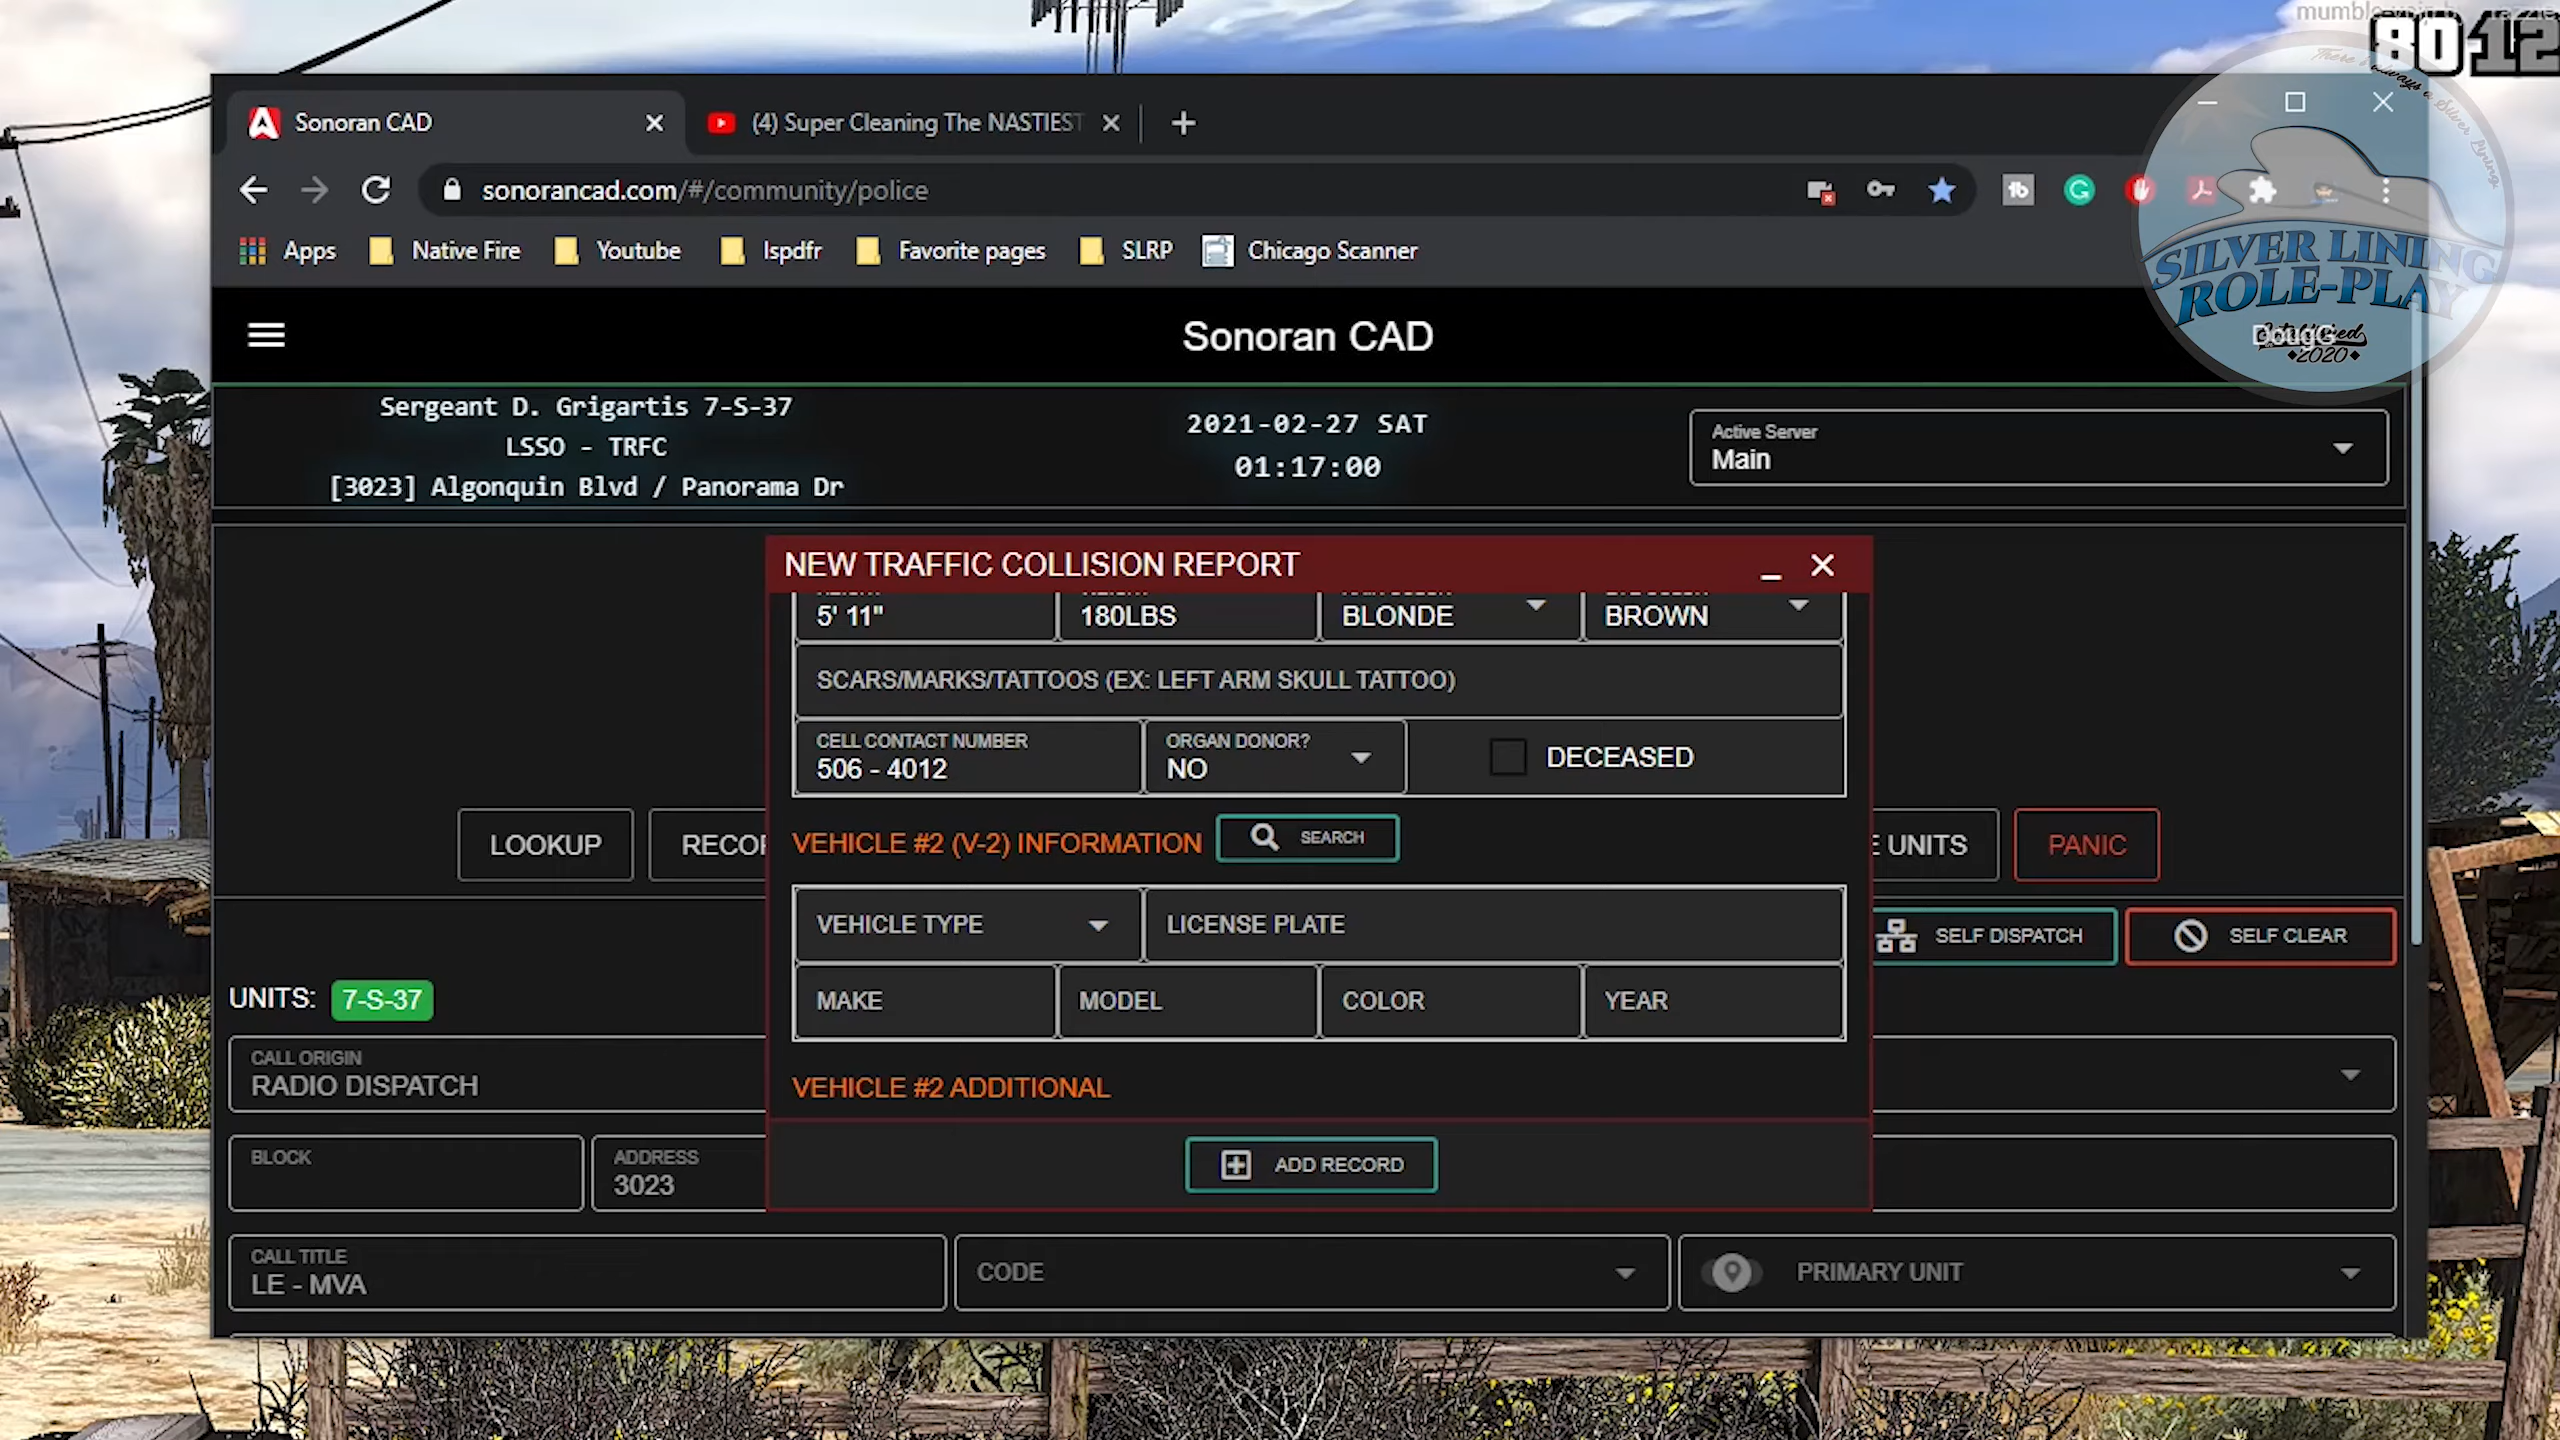 80 12
Sonoran CAD
(4) Super Cleaning The NASTIEST
sonorancad.com/#/community/police
Apps
Native Fire
Youtube
lspdfr
Favorite pages
SLRP
Chicago Scanner
SILVER LINING
ROLE-PLAY
2020
Sonoran CAD
DougG
Sergeant D. Grigartis 7-S-37
LSSO - TRFC
[3023] Algonquin Blvd / Panorama Dr
2021-02-27 SAT
01:17:00
Active Server
Main
NEW TRAFFIC COLLISION REPORT
5' 11"
180LBS
BLONDE
BROWN
SCARS/MARKS/TATTOOS (EX: LEFT ARM SKULL TATTOO)
CELL CONTACT NUMBER
506 - 4012
ORGAN DONOR?
NO
DECEASED
LOOKUP
RECOR
VEHICLE #2 (V-2) INFORMATION
SEARCH
E UNITS
PANIC
VEHICLE TYPE
LICENSE PLATE
SELF DISPATCH
SELF CLEAR
MAKE
MODEL
COLOR
YEAR
UNITS:
7-S-37
VEHICLE #2 ADDITIONAL
CALL ORIGIN
RADIO DISPATCH
ADD RECORD
BLOCK
ADDRESS
3023
CALL TITLE
LE - MVA
CODE
PRIMARY UNIT